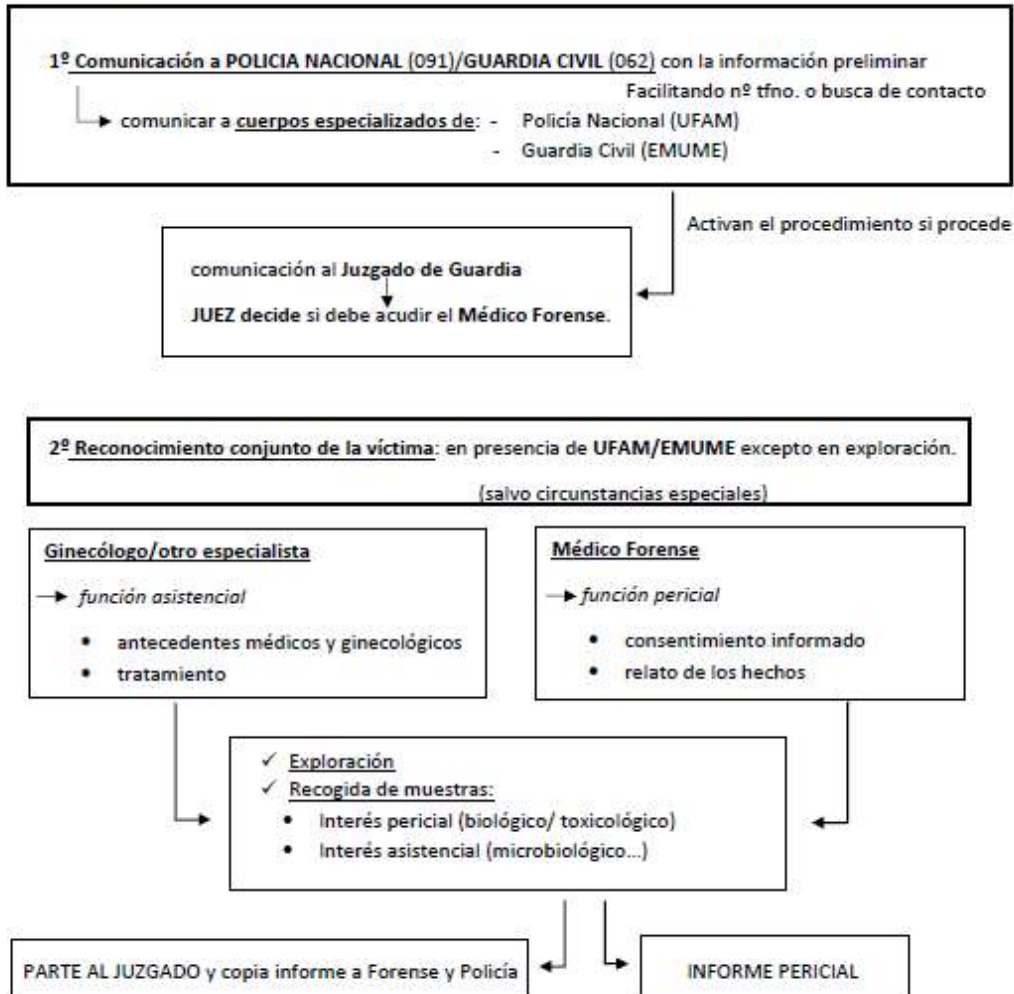 1º Comunicación a POLICIA NACIONAL (091)/GUARDIA CIVIL (062) con la información preliminar
Facilitando nº tfno. o busca de contacto
comunicar a cuerpos especializados de: - Policía Nacional (UFAM)
- Guardia Civil (EMUME)
Activan el procedimiento si procede
comunicación al Juzgado de Guardia
JUEZ decide si debe acudir el Médico Forense.
2º Reconocimiento conjunto de la víctima: en presencia de UFAM/EMUME excepto en exploración.
(salvo circunstancias especiales)
Ginecólogo/otro especialista
función asistencial
• antecedentes médicos y ginecológicos
• tratamiento
Médico Forense
función pericial
• consentimiento informado
• relato de los hechos
✓ Exploración
✓ Recogida de muestras:
• Interés pericial (biológico/ toxicológico)
• Interés asistencial (microbiológico...)
PARTE AL JUZGADO y copia informe a Forense y Policía
INFORME PERICIAL